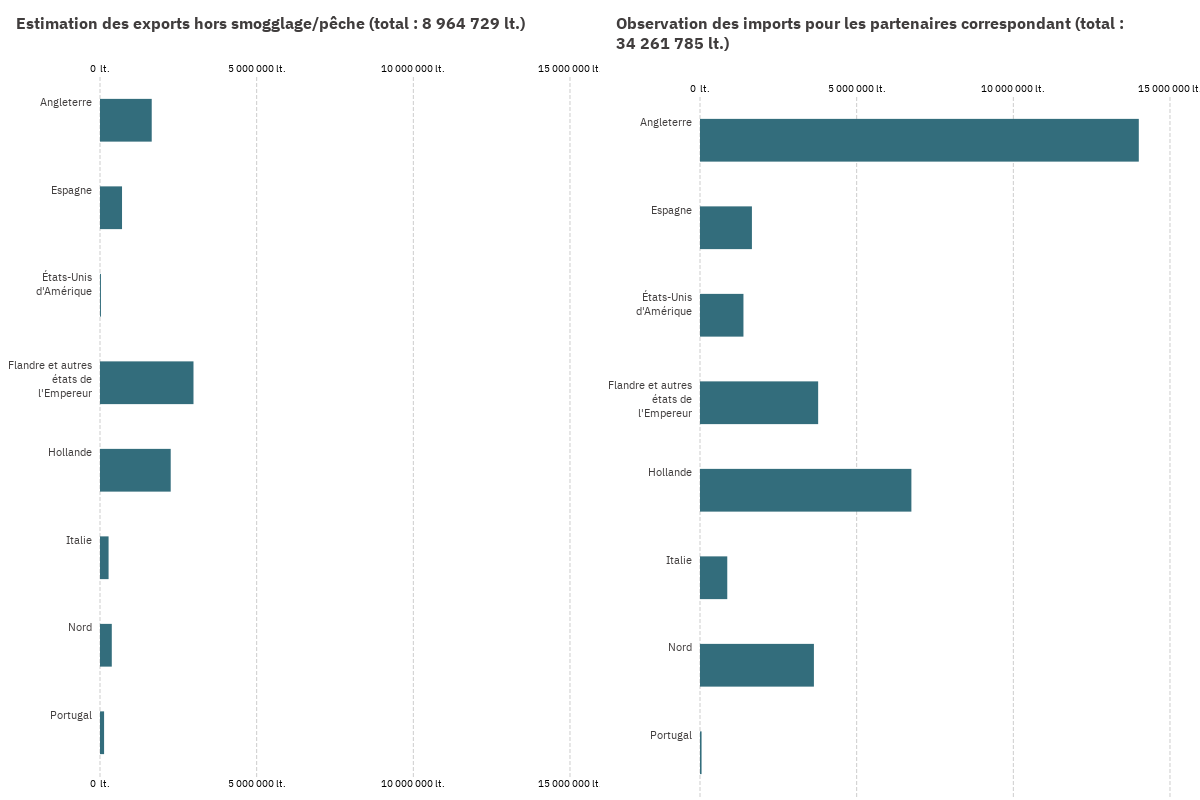 Estimation des exports hors smogglage/pêche (total : 8 964 729 lt.)
0 lt.
5 000 000 lt.
10 000 000 lt.
15 000 000 lt
Angleterre
Espagne
États-Unis
d'Amérique
Flandre et autres
états de
l'Empereur
Hollande
Italie
Nord
Portugal
0 lt.
5 000 000 lt.
10 000 000 lt.
15 000 000 lt
Observation des imports pour les partenaires correspondant (total :
34 261 785 lt.)
0 lt.
5 000 000 lt.
10 000 000 lt.
15 000 000 lt
Angleterre
Espagne
États-Unis
d'Amérique
Flandre et autres
états de
l'Empereur
Hollande
Italie
Nord
Portugal